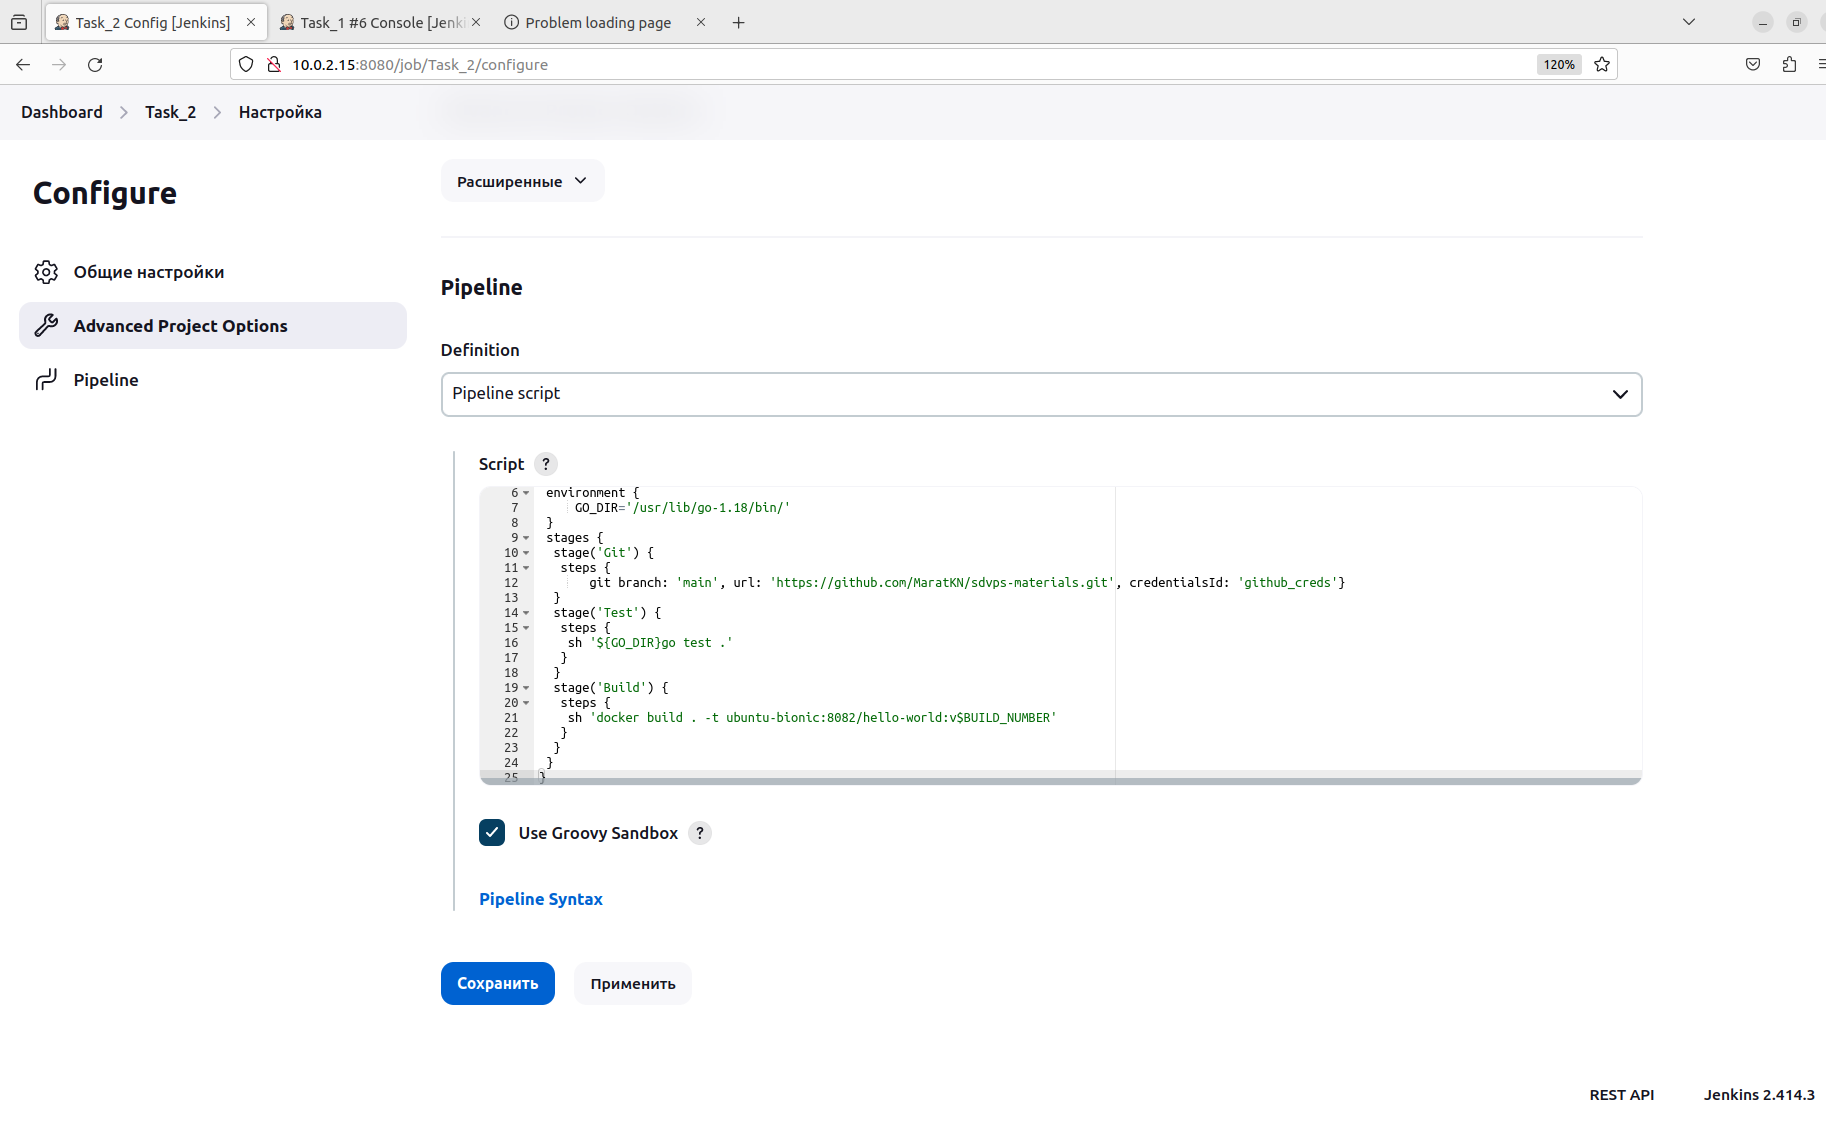 Task_2 Config [Jenkins]
Task_1 #6 Console [Jenki
Problem loading page
10.0.2.15:8080/job/Task_2/configure
120%
Dashboard
Task_2
Настройка
Configure
Общие настройки
Advanced Project Options
Pipeline
Расширенные
Pipeline
Definition
Pipeline script
Script ?
6 environment {
7 GO_DIR='/usr/lib/go-1.18/bin/'
8 }
9 stages {
10 stage('Git') {
11 steps {
12 git branch: 'main', url: 'https://github.com/MaratKN/sdvps-materials.git', credentialsId: 'github_creds'}
13 }
14 stage('Test') {
15 steps {
16 sh '${GO_DIR}go test .'
17 }
18 }
19 stage('Build') {
20 steps {
21 sh 'docker build . -t ubuntu-bionic:8082/hello-world:v$BUILD_NUMBER'
22 }
23 }
24 }
25 }
Use Groovy Sandbox ?
Pipeline Syntax
Сохранить
Применить
REST API
Jenkins 2.414.3